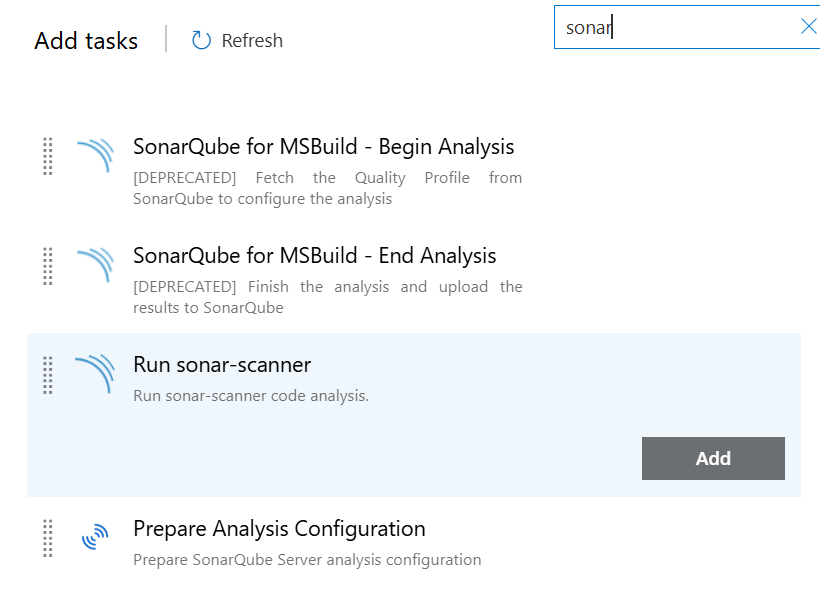 Add tasks
Refresh
sonar
SonarQube for MSBuild - Begin Analysis
[DEPRECATED] Fetch the Quality Profile from
SonarQube to configure the analysis
SonarQube for MSBuild - End Analysis
[DEPRECATED] Finish the analysis and upload the
results to SonarQube
Run sonar-scanner
Run sonar-scanner code analysis.
Add
Prepare Analysis Configuration
Prepare SonarQube Server analysis configuration